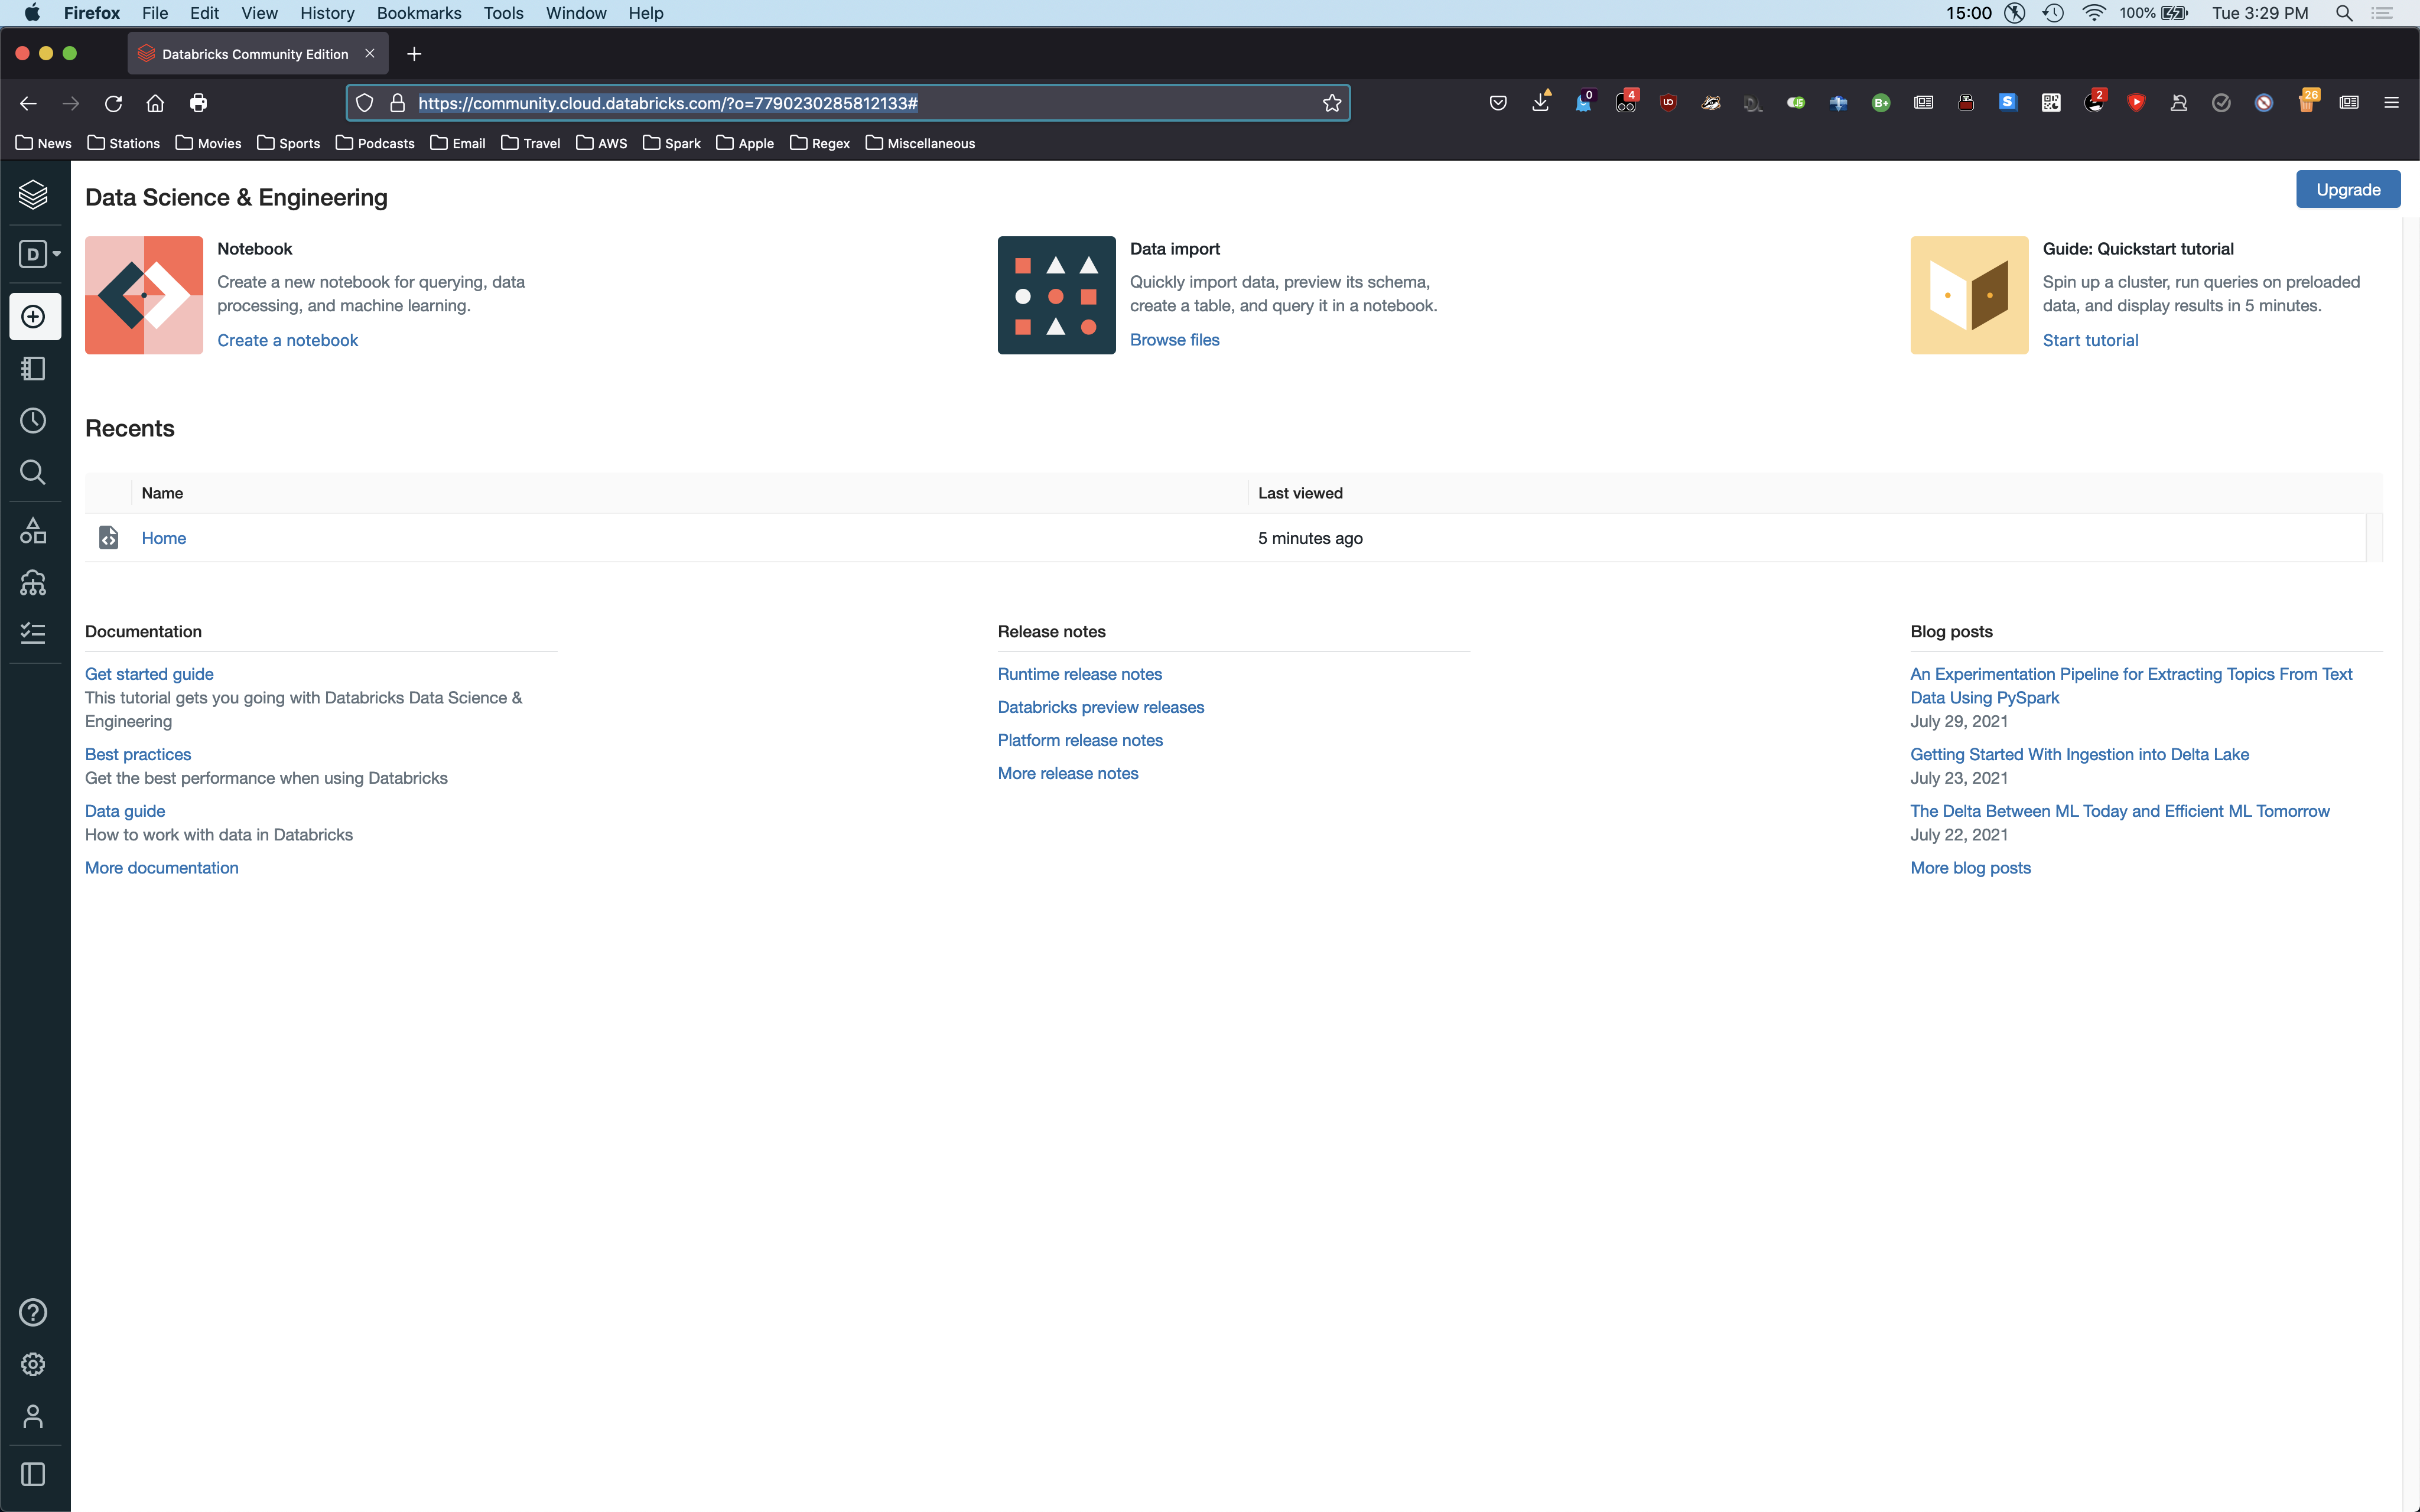 Firefox File Edit View History Bookmarks Tools Window Help 15:00 100% Tue 3:29 PM
Databricks Community Edition
https://community.cloud.databricks.com/?o=7790230285812133#
0 4 UD B+ S 2 26
News Stations Movies Sports Podcasts Email Travel AWS Spark Apple Regex Miscellaneous
Data Science & Engineering
Upgrade
D
Notebook
Create a new notebook for querying, data
processing, and machine learning.
Create a notebook
Data import
Quickly import data, preview its schema,
create a table, and query it in a notebook.
Browse files
Guide: Quickstart tutorial
Spin up a cluster, run queries on preloaded
data, and display results in 5 minutes.
Start tutorial
Recents
Name Last viewed
Home 5 minutes ago
Documentation
Get started guide
This tutorial gets you going with Databricks Data Science &
Engineering
Best practices
Get the best performance when using Databricks
Data guide
How to work with data in Databricks
More documentation
Release notes
Runtime release notes
Databricks preview releases
Platform release notes
More release notes
Blog posts
An Experimentation Pipeline for Extracting Topics From Text
Data Using PySpark
July 29, 2021
Getting Started With Ingestion into Delta Lake
July 23, 2021
The Delta Between ML Today and Efficient ML Tomorrow
July 22, 2021
More blog posts